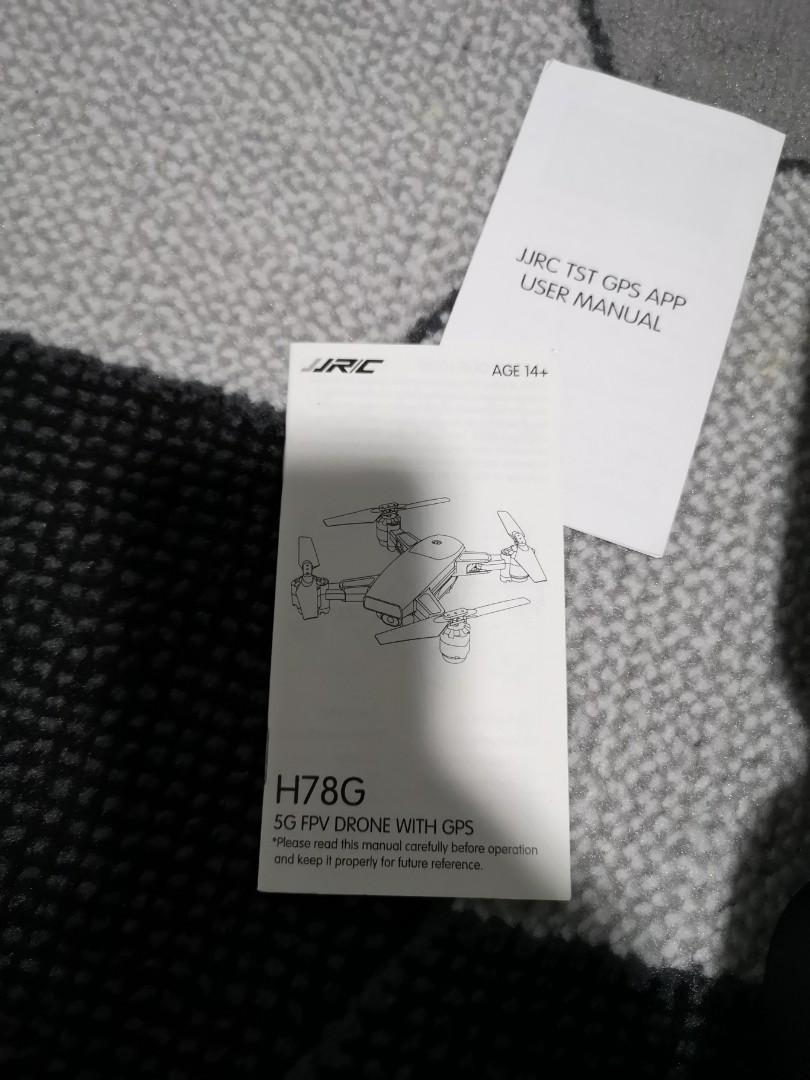 JJRC TST GPS APP
USER MANUAL
JJR/C
AGE 14+
H78G
5G FPV DRONE WITH GPS
*Please read this manual carefully before operation
and keep it properly for future reference.